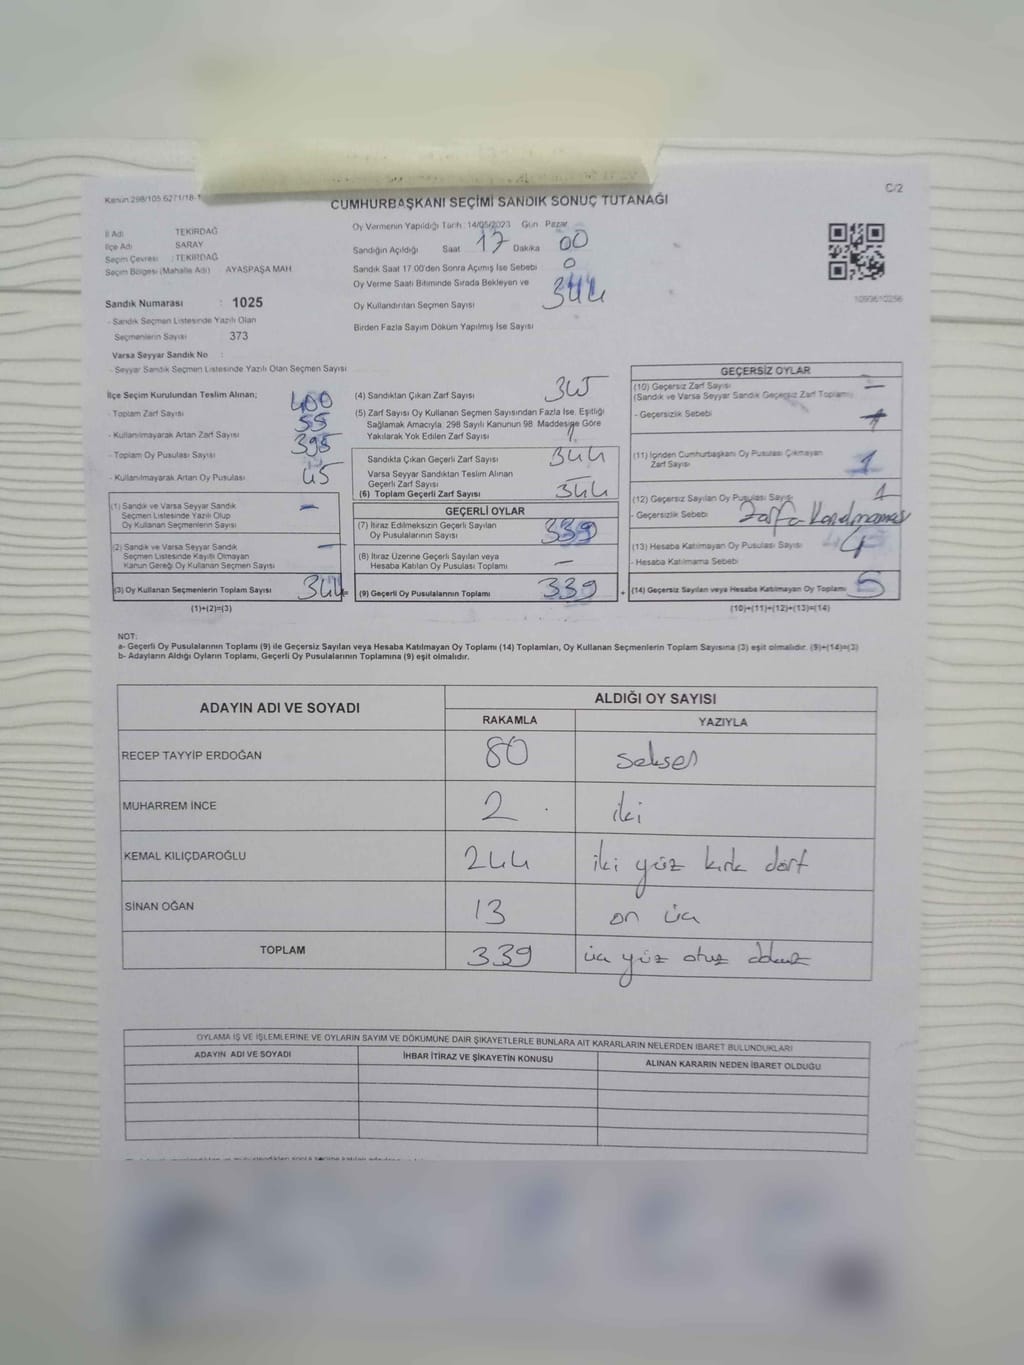 Kanun 298/105 6271/18-1
C/2
CUMHURBAŞKANI SEÇİMİ SANDIK SONUÇ TUTANAĞI
İl Adı TEKİRDAĞ
İlçe Adı SARAY
Seçim Çevresi : TEKİRDAĞ
Seçim Bölgesi (Mahalle Adı) AYASPAŞA MAH.
Sandık Numarası : 1025
- Sandık Seçmen Listesinde Yazılı Olan
Seçmenlerin Sayısı 373
Varsa Seyyar Sandık No :
- Seyyar Sandık Seçmen Listesinde Yazılı Olan Seçmen Sayısı
Oy Vermenin Yapıldığı Tarih: 14/05/2023 Gün Pazar
Sandığın Açıldığı Saat 17 Dakika 00
Sandık Saat 17.00'den Sonra Açımış İse Sebebi 0
Oy Verme Saati Bitiminde Sırada Bekleyen ve
Oy Kullandırılan Seçmen Sayısı 344
Birden Fazla Sayım Döküm Yapılmış İse Sayısı
1093610256
İlçe Seçim Kurulundan Teslim Alınan;
- Toplam Zarf Sayısı 400
- Kullanılmayarak Artan Zarf Sayısı 55
- Toplam Oy Pusulası Sayısı
- Kullanılmayarak Artan Oy Pusulası 45
(1) Sandık ve Varsa Seyyar Sandık
Seçmen Listesinde Yazılı Olup
Oy Kullanan Seçmenlerin Sayısı –
(2) Sandık ve Varsa Seyyar Sandık
Seçmen Listesinde Kayıtlı Olmayan
Kanun Gereği Oy Kullanan Seçmen Sayısı –
(3) Oy Kullanan Seçmenlerin Toplam Sayısı 344
(1)+(2)=(3)
(4) Sandıktan Çıkan Zarf Sayısı 345
(5) Zarf Sayısı Oy Kullanan Seçmen Sayısından Fazla İse, Eşitliği
Sağlamak Amacıyla, 298 Sayılı Kanunun 98. Maddesine Göre
Yakılarak Yok Edilen Zarf Sayısı 1
Sandıkta Çıkan Geçerli Zarf Sayısı 344
Varsa Seyyar Sandıktan Teslim Alınan
Geçerli Zarf Sayısı
(6) Toplam Geçerli Zarf Sayısı 344
GEÇERLİ OYLAR
(7) İtiraz Edilmeksizin Geçerli Sayılan
Oy Pusulalarının Sayısı 339
(8) İtiraz Üzerine Geçerli Sayılan veya
Hesaba Katılan Oy Pusulası Toplamı –
(9) Geçerli Oy Pusulalarının Toplamı 339
GEÇERSİZ OYLAR
(10) Geçersiz Zarf Sayısı –
(Sandık ve Varsa Seyyar Sandık Geçersiz Zarf Toplamı)
- Geçersizlik Sebebi
(11) İçinden Cumhurbaşkanı Oy Pusulası Çıkmayan
Zarf Sayısı 1
(12) Geçersiz Sayılan Oy Pusulası Sayısı
- Geçersizlik Sebebi
(13) Hesaba Katılmayan Oy Pusulası Sayısı 4
- Hesaba Katılmama Sebebi
(14) Geçersiz Sayılan veya Hesaba Katılmayan Oy Toplamı 5
(10)+(11)+(12)+(13)=(14)
NOT:
a- Geçerli Oy Pusulalarının Toplamı (9) ile Geçersiz Sayılan veya Hesaba Katılmayan Oy Toplamı (14) Toplamları, Oy Kullanan Seçmenlerin Toplam Sayısına (3) eşit olmalıdır. (9)+(14)=(3)
b- Adayların Aldığı Oyların Toplamı, Geçerli Oy Pusulalarının Toplamına (9) eşit olmalıdır.
ADAYIN ADI VE SOYADI ALDIĞI OY SAYISI
RAKAMLA YAZIYLA
RECEP TAYYİP ERDOĞAN 80 seksen
MUHARREM İNCE 2 iki
KEMAL KILIÇDAROĞLU 244 iki yüz kırk dört
SİNAN OĞAN 13 on üç
TOPLAM 339 üç yüz otuz dokuz
OYLAMA İŞ VE İŞLEMLERİNE VE OYLARIN SAYIM VE DÖKÜMÜNE DAİR ŞİKAYETLERLE BUNLARA AİT KARARLARIN NELERDEN İBARET BULUNDUKLARI
ADAYIN ADI VE SOYADI İHBAR İTİRAZ VE ŞİKAYETİN KONUSU ALINAN KARARIN NEDEN İBARET OLDUĞU